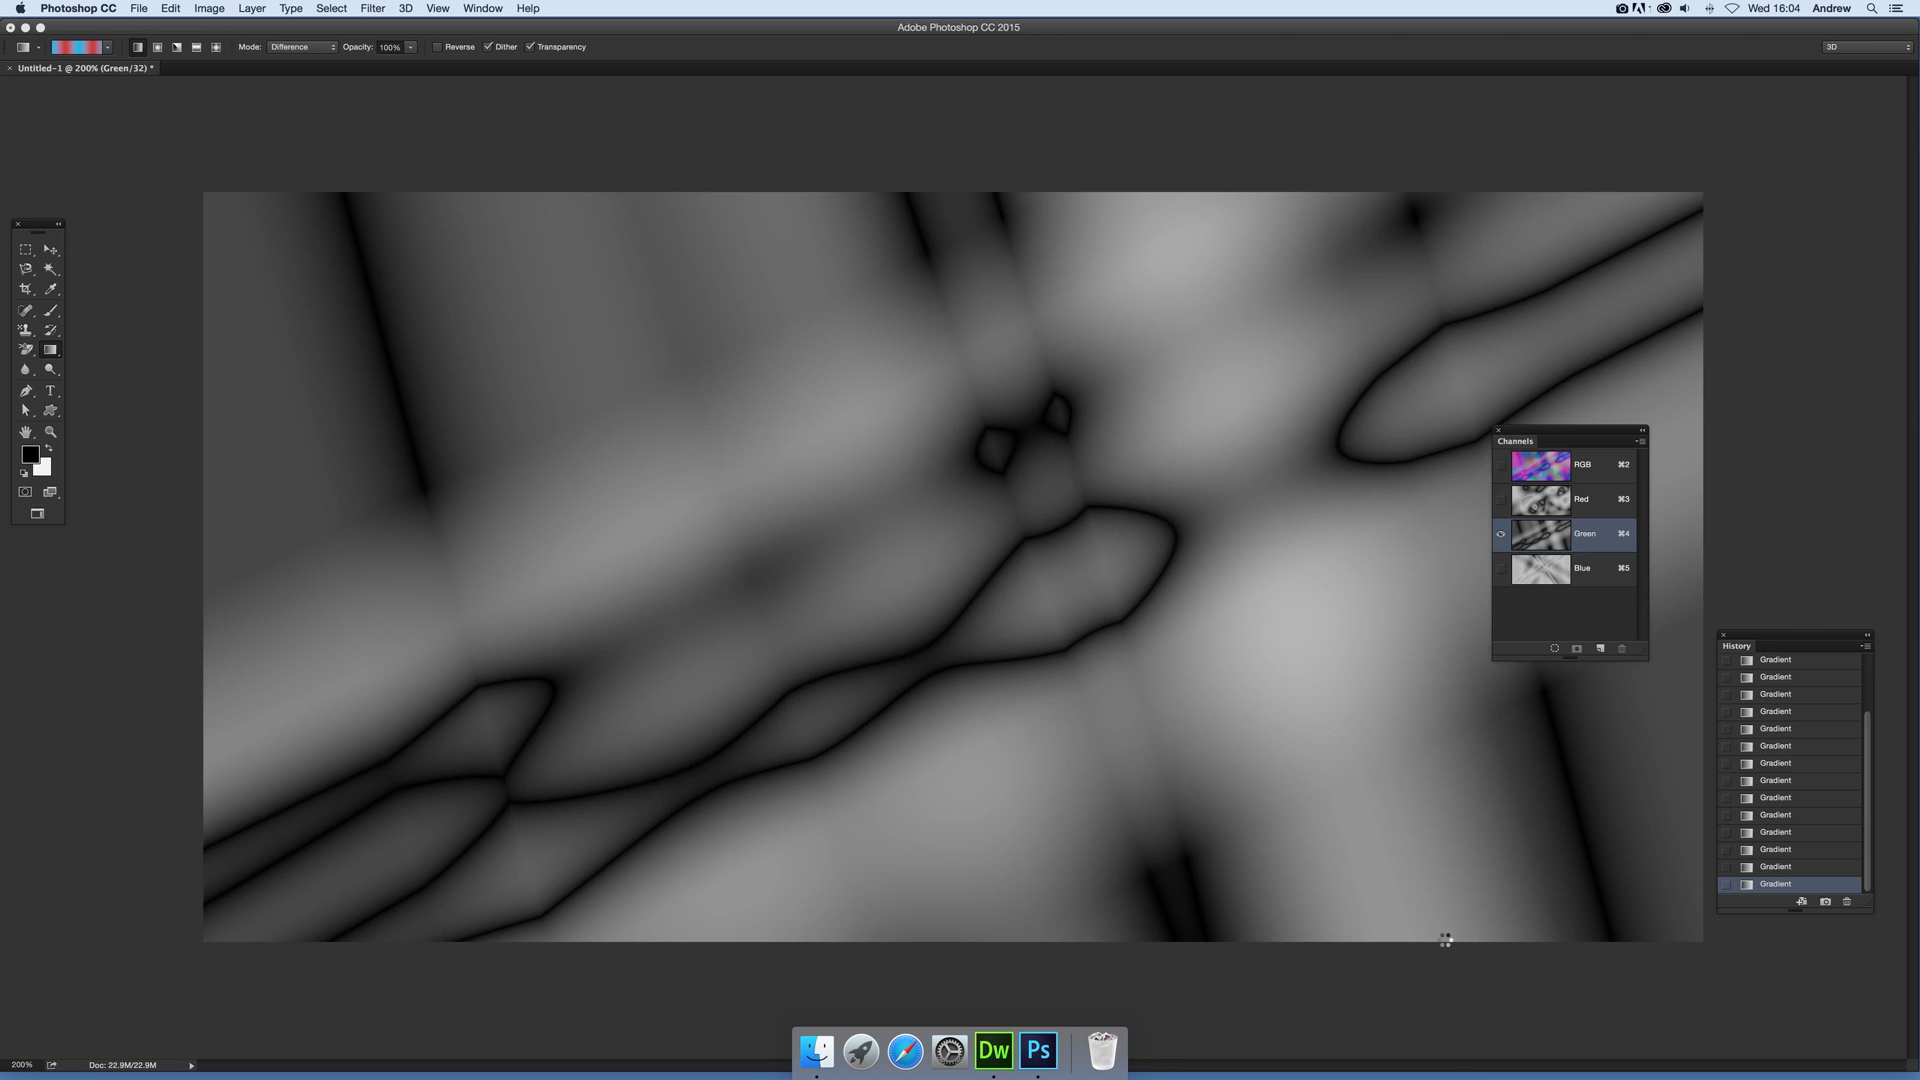 Photoshop CC File Edit Image Layer Type Select Filter 3D View Window Help Wed 16:04 Andrew
Adobe Photoshop CC 2015
Mode: Difference Opacity: 100% Reverse Dither Transparency 3D
Untitled-1 @ 200% (Green/32) *
Channels
RGB ⌘2
Red ⌘3
Green ⌘4
Blue ⌘5
History
Gradient
Gradient
Gradient
Gradient
Gradient
Gradient
Gradient
Gradient
Gradient
Gradient
Gradient
Gradient
Gradient
Gradient
T
Dw Ps
200% Doc: 22.9M/22.9M